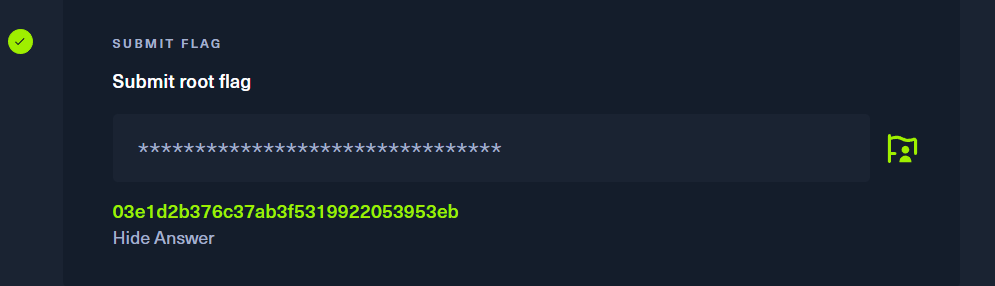 SUBMIT FLAG
Submit root flag
********************************
03e1d2b376c37ab3f5319922053953eb
Hide Answer